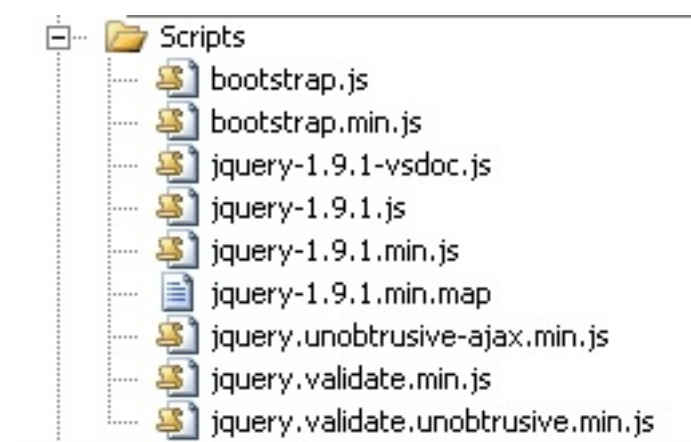 Scripts
bootstrap.js
bootstrap.min.js
jquery-1.9.1-vsdoc.js
jquery-1.9.1.js
jquery-1.9.1.min.js
jquery-1.9.1.min.map
jquery.unobtrusive-ajax.min.js
jquery.validate.min.js
jquery.validate.unobtrusive.min.js